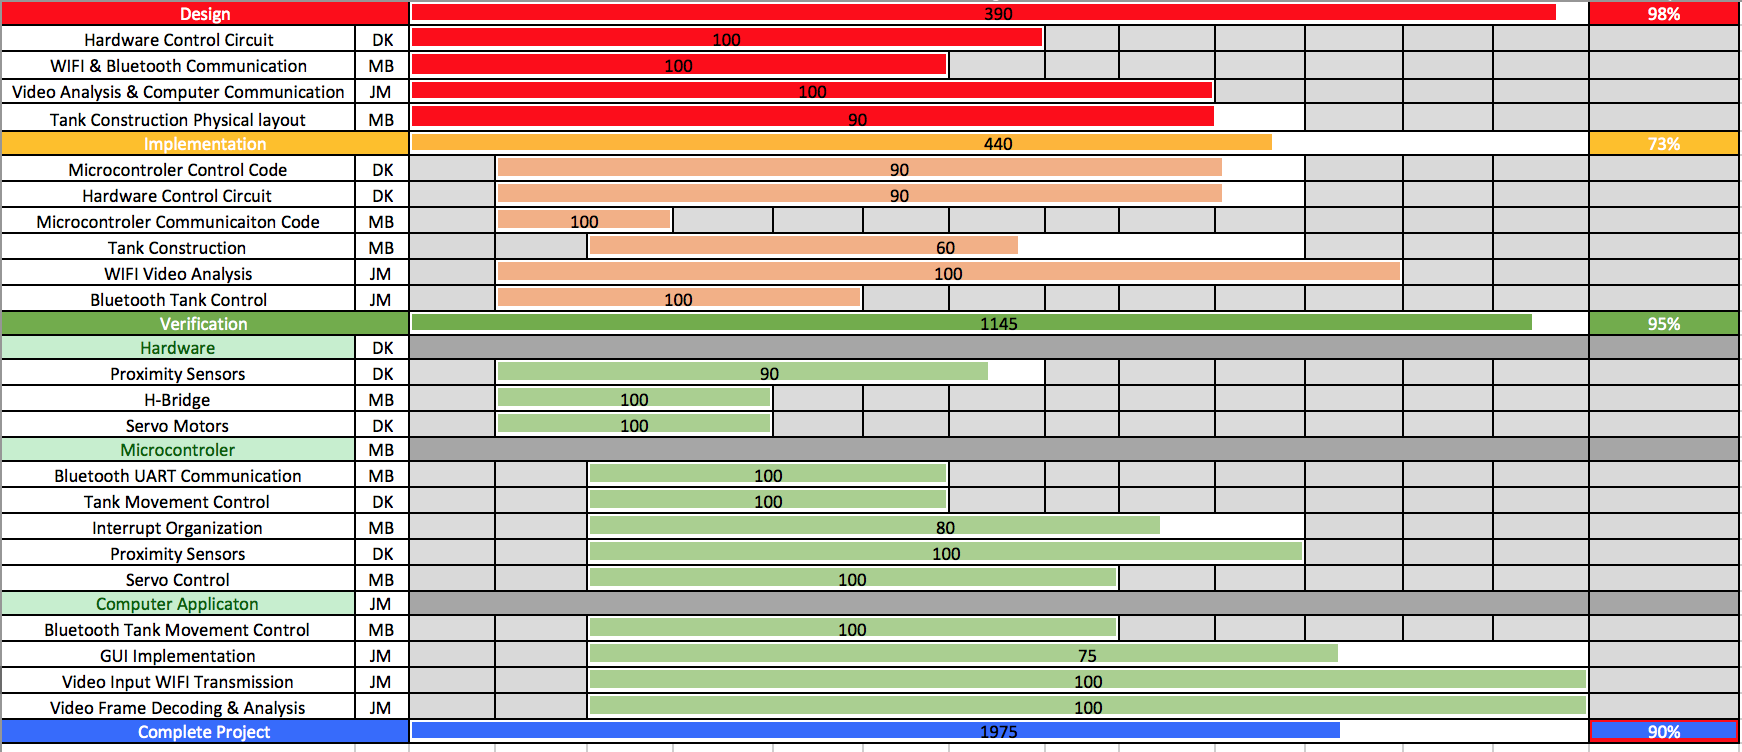 Design 390 98%
Hardware Control Circuit DK 100
WIFI & Bluetooth Communication MB 100
Video Analysis & Computer Communication JM 100
Tank Construction Physical layout MB 90
Implementation 440 73%
Microcontroler Control Code DK 90
Hardware Control Circuit DK 90
Microcontroler Communicaiton Code MB 100
Tank Construction MB 60
WIFI Video Analysis JM 100
Bluetooth Tank Control JM 100
Verification 1145 95%
Hardware DK
Proximity Sensors DK 90
H-Bridge MB 100
Servo Motors DK 100
Microcontroler MB
Bluetooth UART Communication MB 100
Tank Movement Control DK 100
Interrupt Organization MB 80
Proximity Sensors DK 100
Servo Control MB 100
Computer Applicaton JM
Bluetooth Tank Movement Control MB 100
GUI Implementation JM 75
Video Input WIFI Transmission JM 100
Video Frame Decoding & Analysis JM 100
Complete Project 1975 90%